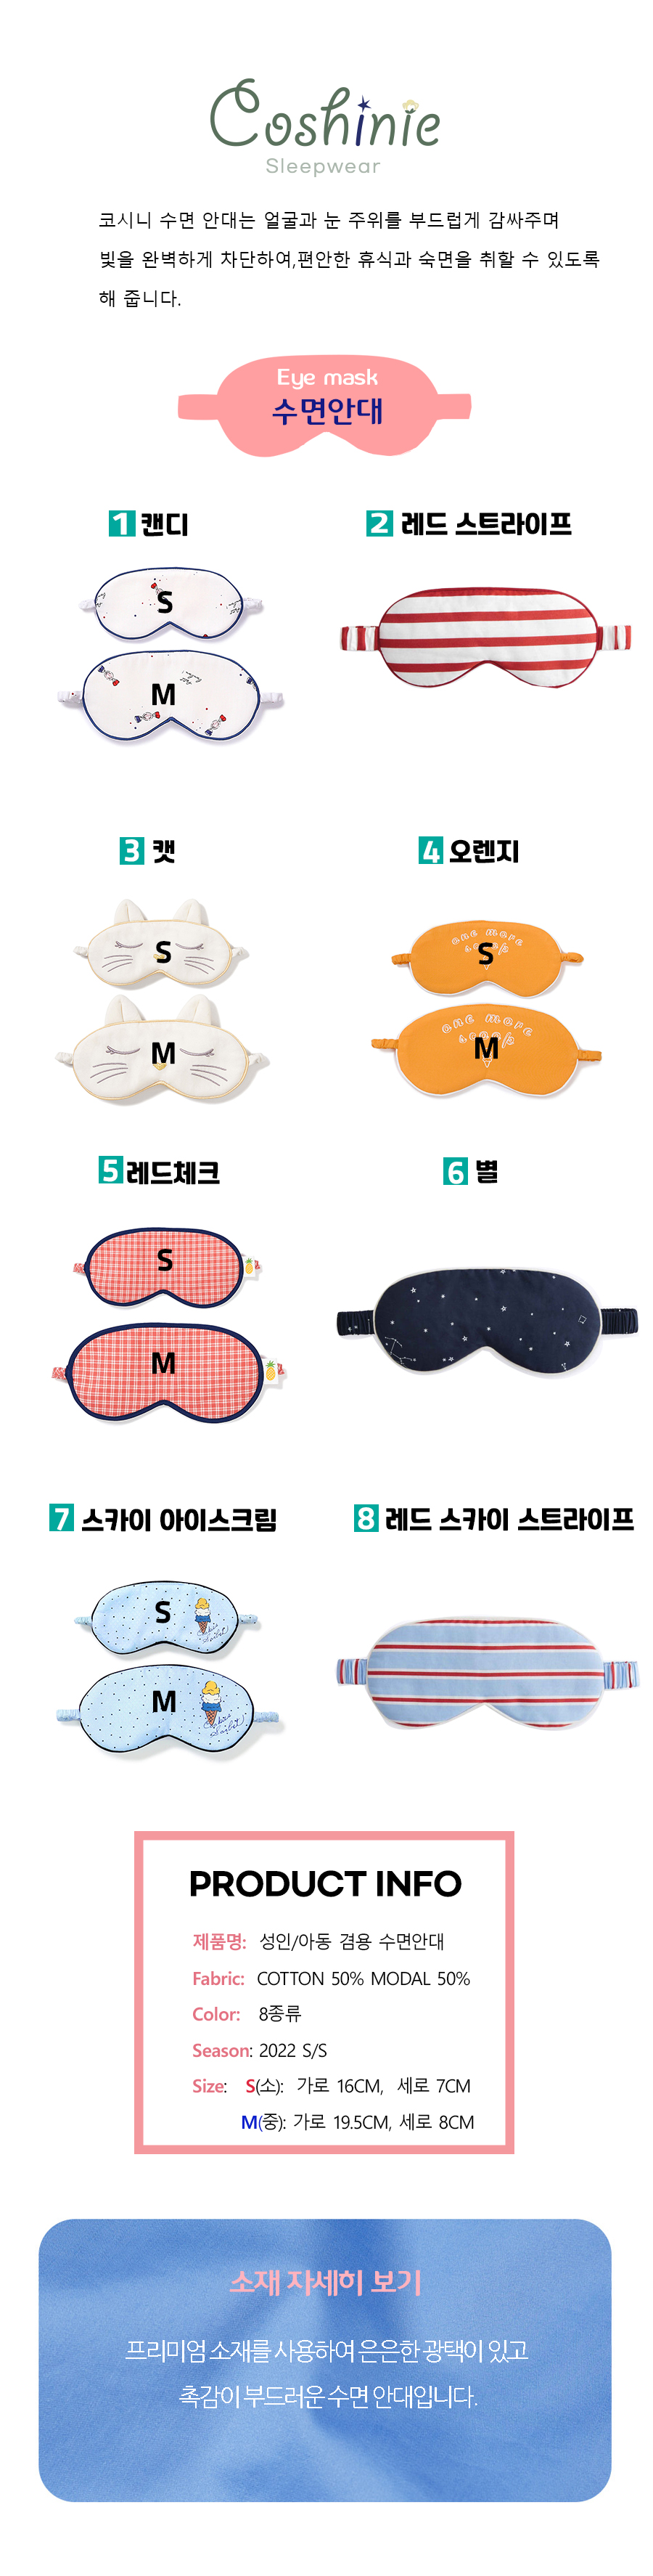 Coshinie
Sleepwear
코시니 수면 안대는 얼굴과 눈 주위를 부드럽게 감싸주며
빛을 완벽하게 차단하여,편안한 휴식과 숙면을 취할 수 있도록
해 줍니다.
Eye mask
수면안대
1 캔디
2 레드 스트라이프
S
M
3 캣
4 오렌지
S
M
one more
S
one more
scoop
M
5 레드체크
6 별
S
M
7 스카이 아이스크림
8 레드 스카이 스트라이프
S
M
PRODUCT INFO
제품명: 성인/아동 겸용 수면안대
Fabric: COTTON 50% MODAL 50%
Color: 8종류
Season: 2022 S/S
Size: S(소): 가로 16CM, 세로 7CM
M(중): 가로 19.5CM, 세로 8CM
소재 자세히 보기
프리미엄 소재를 사용하여 은은한 광택이 있고
촉감이 부드러운 수면 안대입니다.